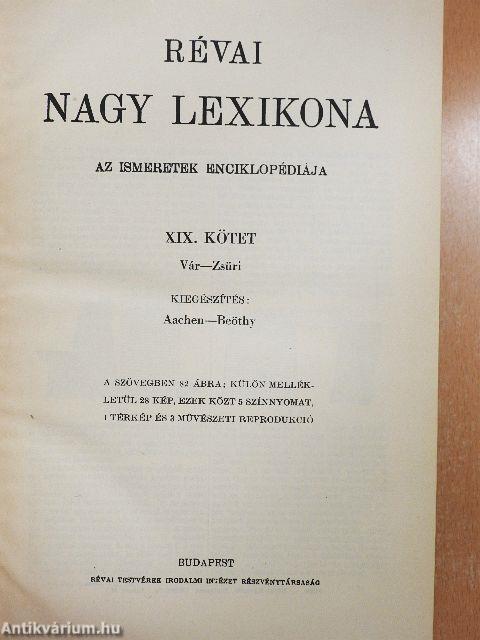 RÉVAI
NAGY LEXIKONA
AZ ISMERETEK ENCIKLOPÉDIÁJA
XIX. KÖTET
Vár—Zsüri
KIEGÉSZÍTÉS:
Aachen—Beöthy
A SZÖVEGBEN 82 ÁBRA; KÜLÖN MELLÉK-
LETÜL 28 KÉP, EZEK KÖZT 5 SZÍNNYOMAT,
1 TÉRKÉP ÉS 3 MŰVÉSZETI REPRODUKCIÓ
BUDAPEST
RÉVAI TESTVÉREK IRODALMI INTÉZET RÉSZVÉNYTÁRSASÁG
Antikvárium.hu